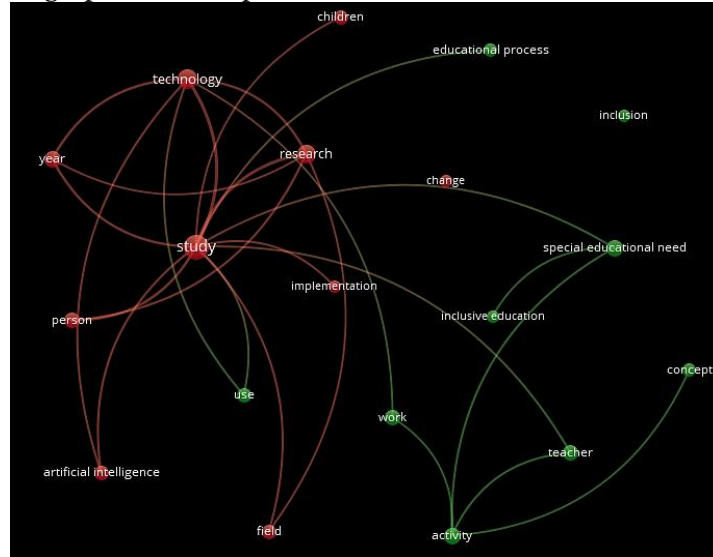 children
educational process
technology
inclusion
research
year
change
study
special educational need
implementation
inclusive education
person
concept
use
work
teacher
artificial intelligence
field
activity